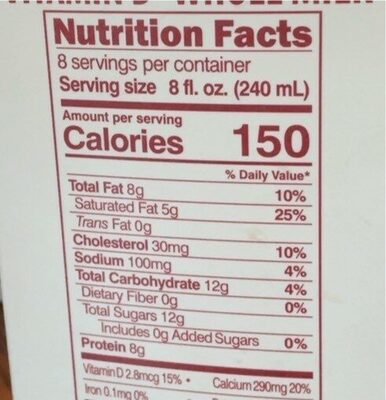 Nutrition Facts
8 servings per container
Serving size 8 fl. oz. (240 mL)
Amount per serving
Calories 150
% Daily Value*
Total Fat 8g 10%
Saturated Fat 5g 25%
Trans Fat 0g
Cholesterol 30mg 10%
Sodium 100mg 4%
Total Carbohydrate 12g 4%
Dietary Fiber 0g 0%
Total Sugars 12g
Includes 0g Added Sugars 0%
Protein 8g
Vitamin D 2.8mcg 15% • Calcium 290mg 20%
Iron 0.1mg 0%